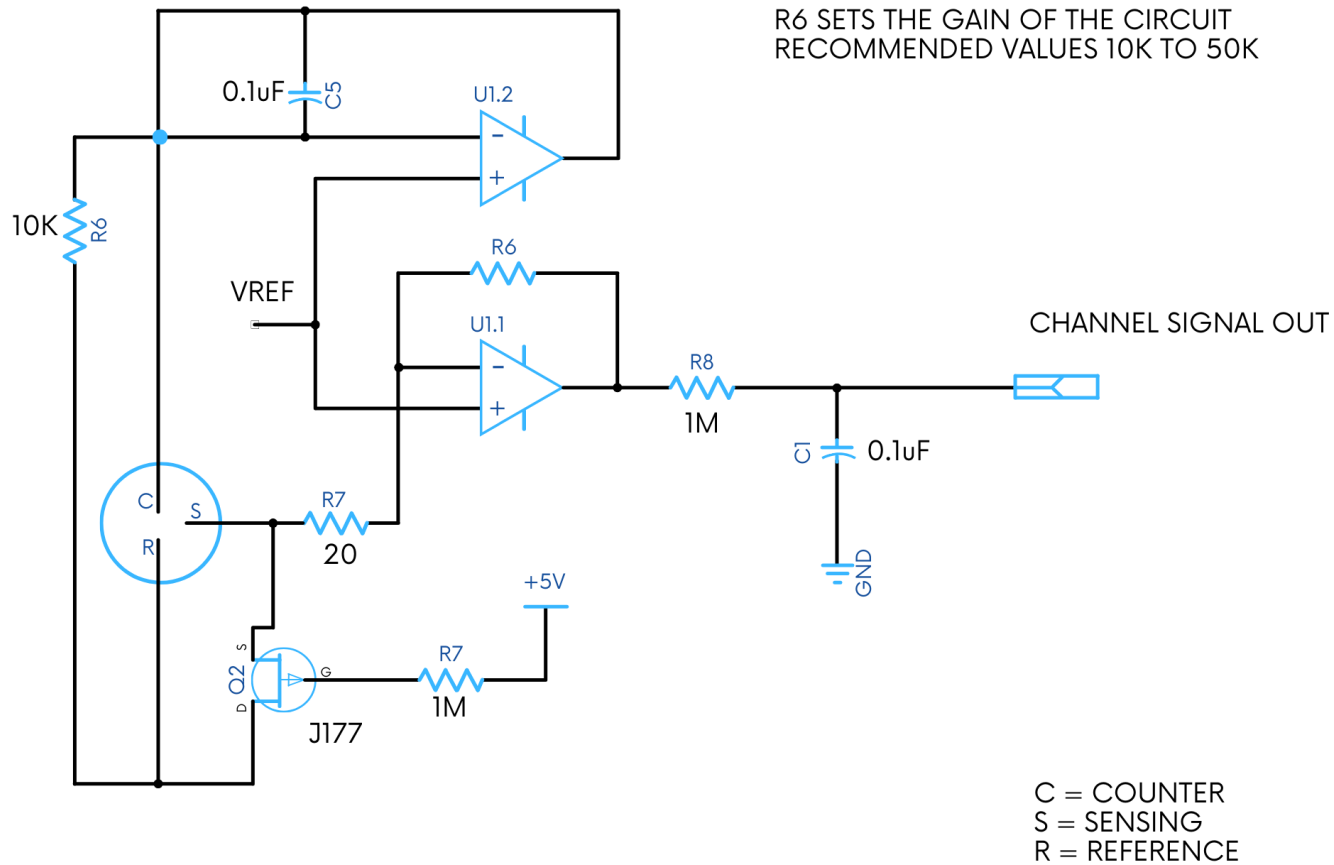 R6 SETS THE GAIN OF THE CIRCUIT
RECOMMENDED VALUES 10K TO 50K
0.1uF
C5
U1.2
-
+
10K
R6
R6
VREF
U1.1
-
+
CHANNEL SIGNAL OUT
R8
1M
C1
0.1uF
GND
C
S
R
R7
20
+5V
S
Q2
D
G
R7
1M
J177
C = COUNTER
S = SENSING
R = REFERENCE